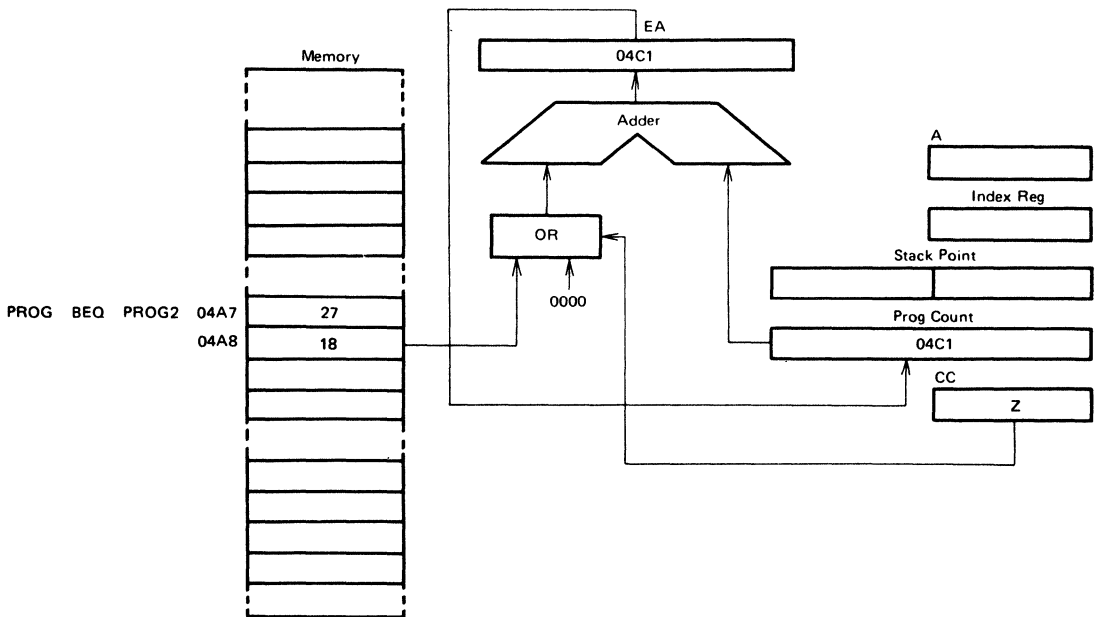 EA
Memory
04C1
Adder
A
Index Reg
OR
Stack Point
0000
PROG BEQ PROG2 04A7 27
Prog Count
04A8 18
04C1
CC
Z